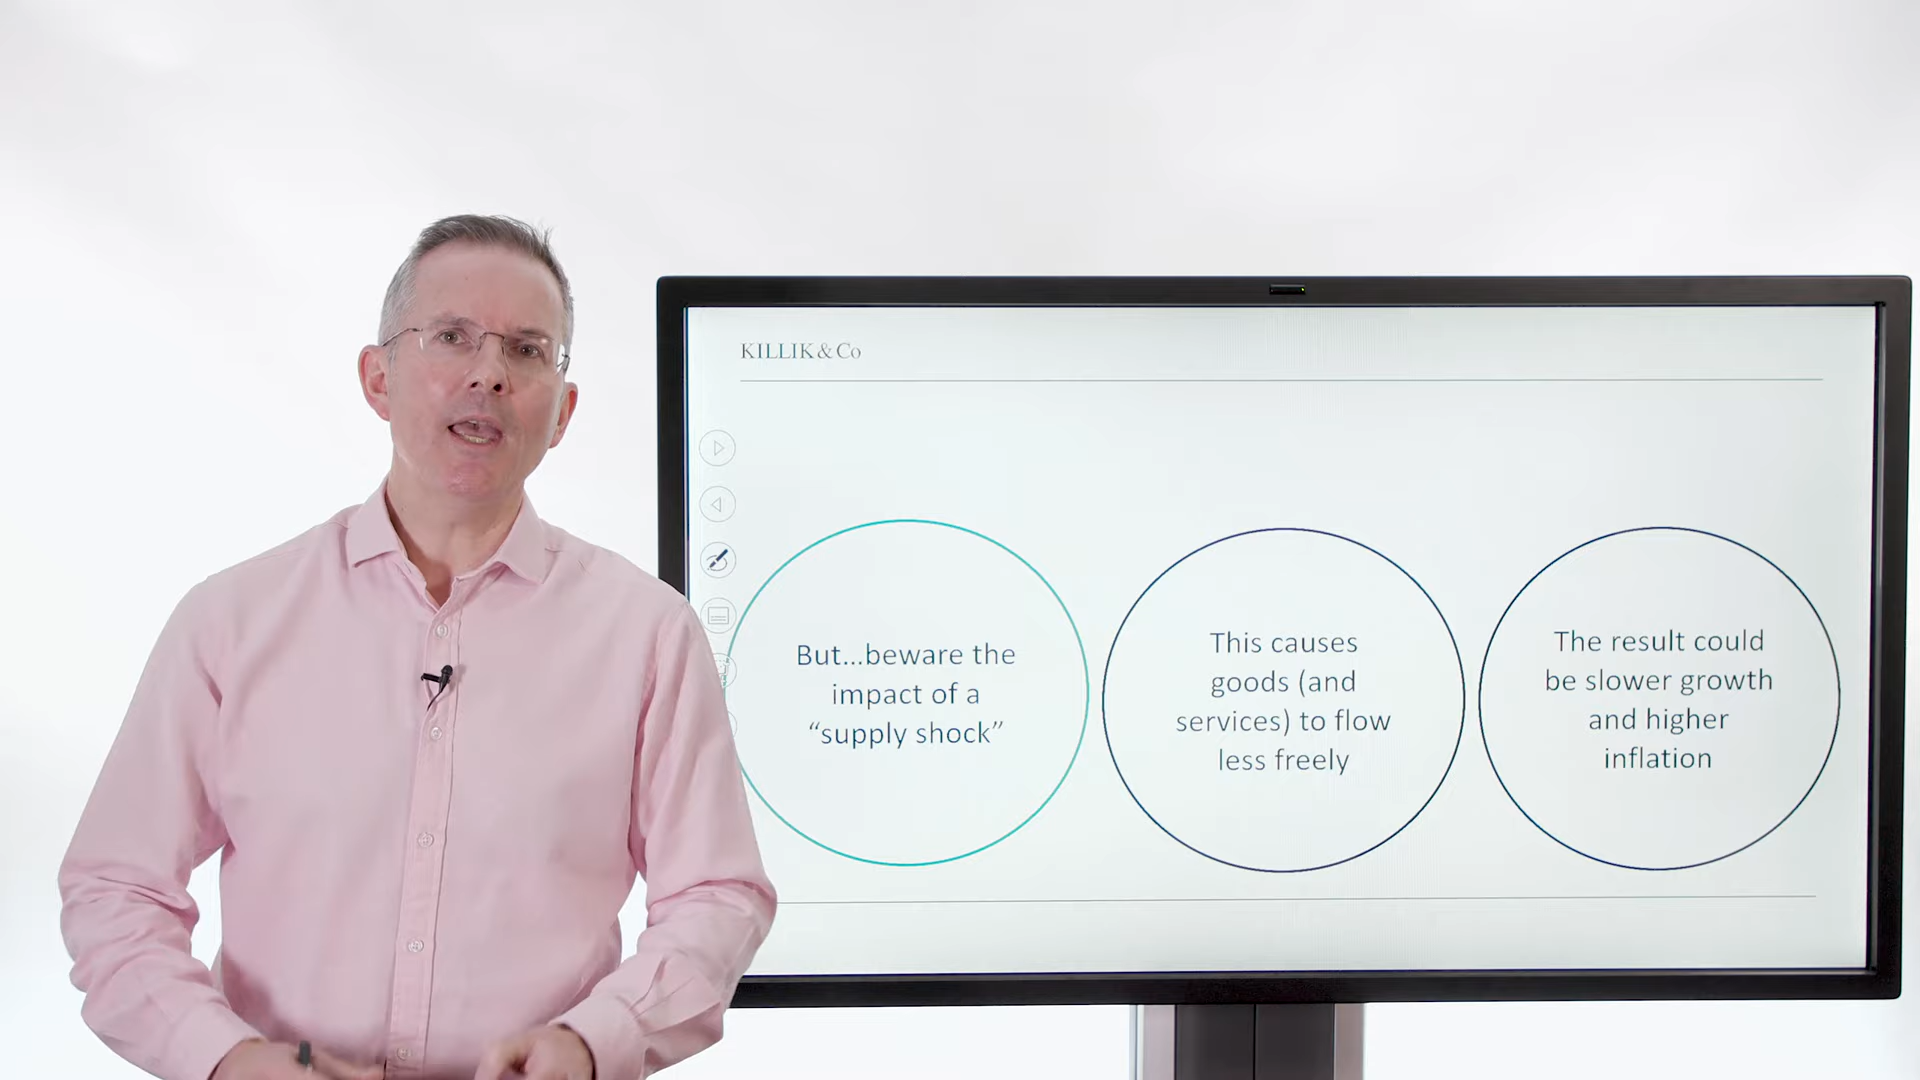 KILLIK & Co
But...beware the
impact of a
“supply shock”
This causes
goods (and
services) to flow
less freely
The result could
be slower growth
and higher
inflation